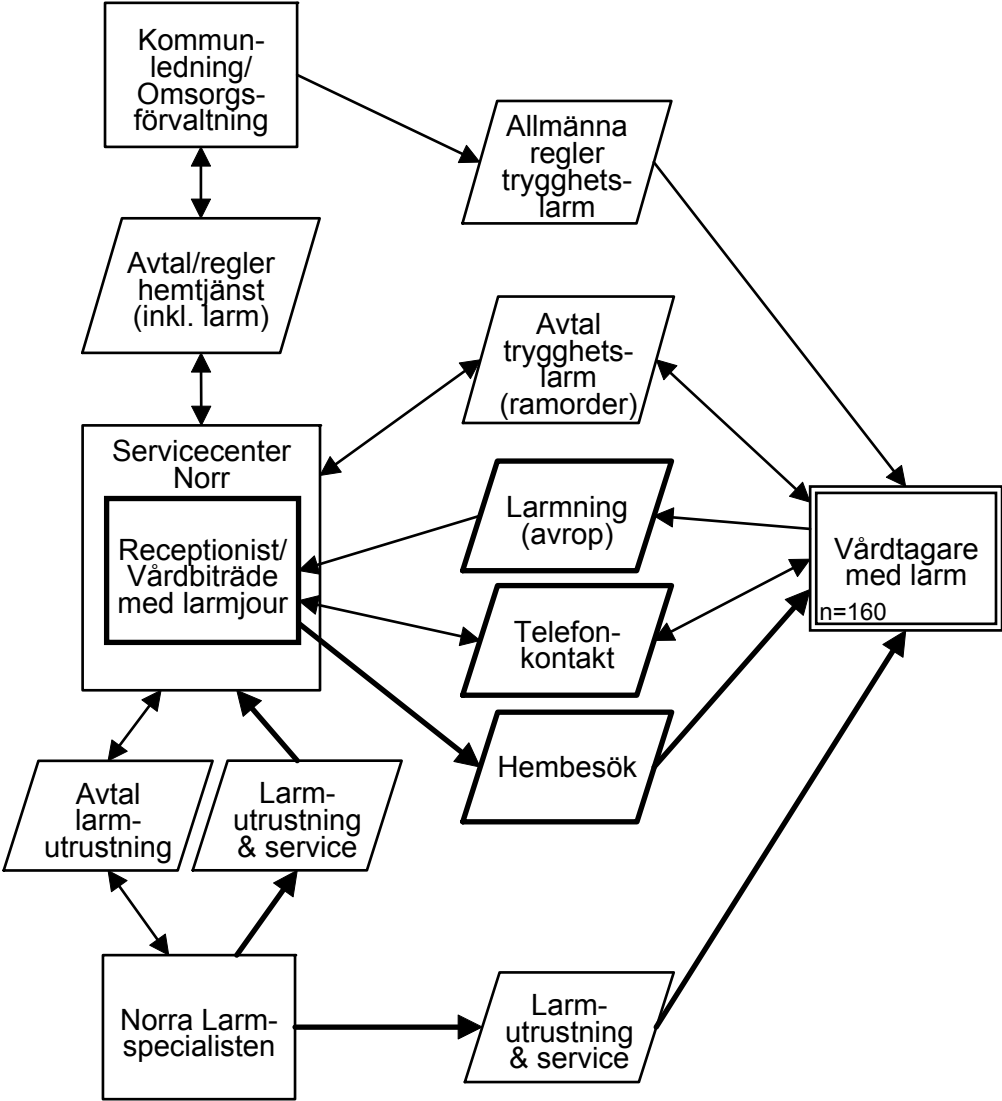 Kommun-
ledning/
Omsorgs-
förvaltning
Allmänna
regler
trygghets-
larm
Avtal/regler
hemtjänst
(inkl. larm)
Avtal
trygghets-
larm
(ramorder)
Servicecenter
Norr
Receptionist/
Vårdbiträde
med larmjour
Larmning
(avrop)
Telefon-
kontakt
Hembesök
Vårdtagare
med larm
n=160
Avtal
larm-
utrustning
Larm-
utrustning
& service
Norra Larm-
specialisten
Larm-
utrustning
& service